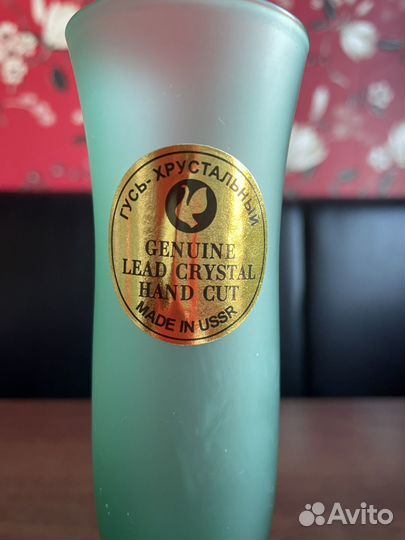 ГУСЬ-ХРУСТАЛЬНЫЙ
GENUINE
LEAD CRYSTAL
HAND CUT
MADE IN USSR
Avito